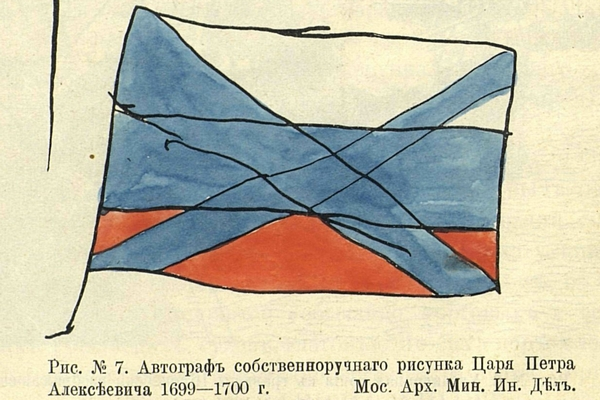 Рис. № 7. Автографъ собственноручнаго рисунка Царя Петра
Алексѣевича 1699—1700 г. Мос. Арх. Мин. Ин. Дѣлъ.